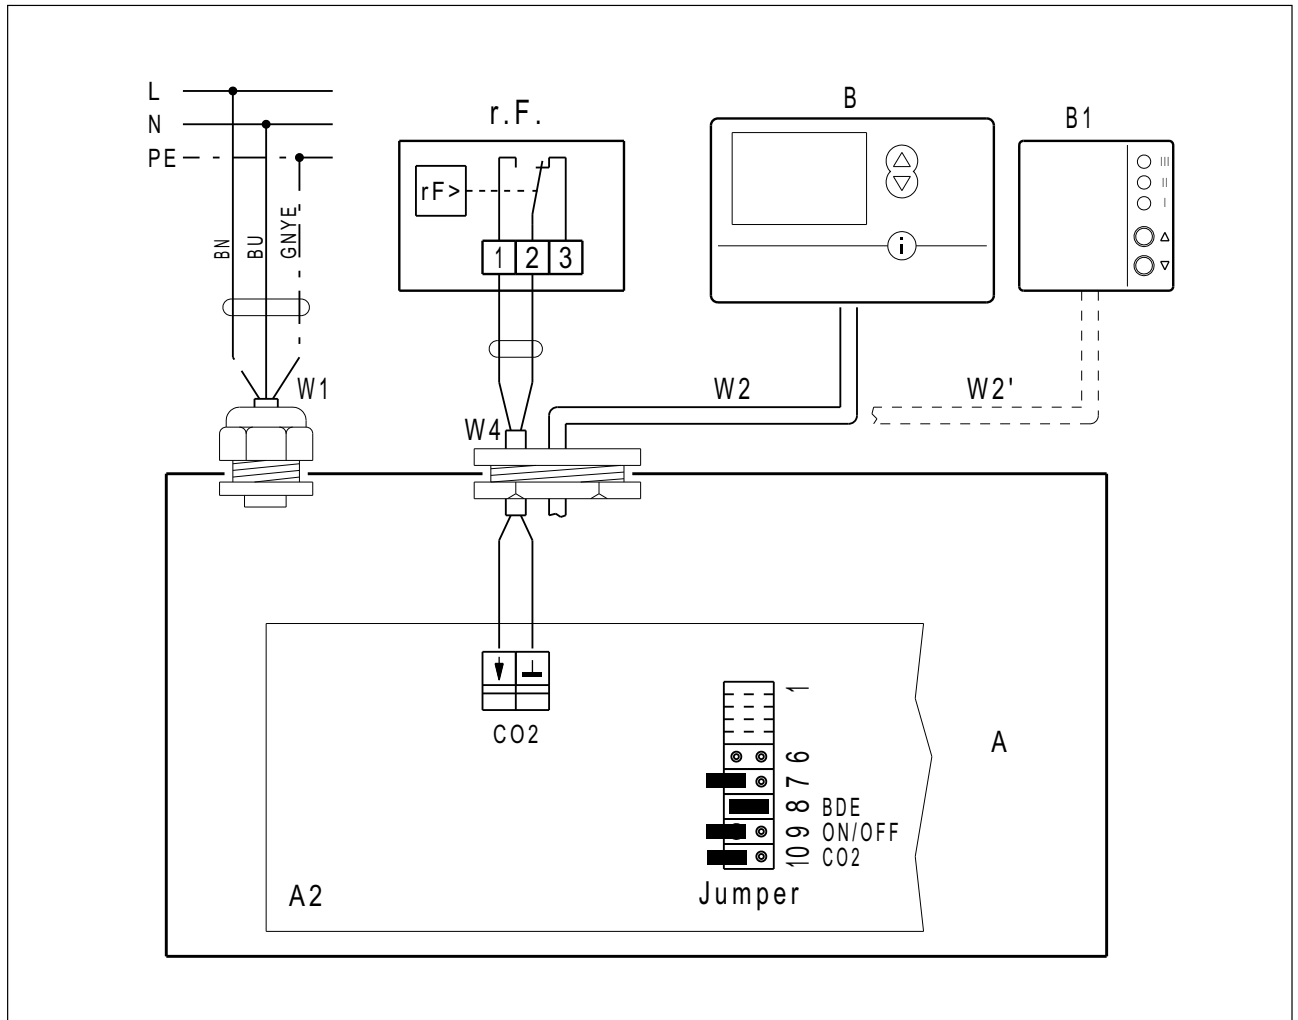 L
N
PE
BN
BU
GNYE
W1
r.F.
rF>
1 2 3
W4
B
i
W2
B1
III
II
I
W2'
CO2
1
6
7
8 BDE
9 ON/OFF
10 CO2
Jumper
A
A2